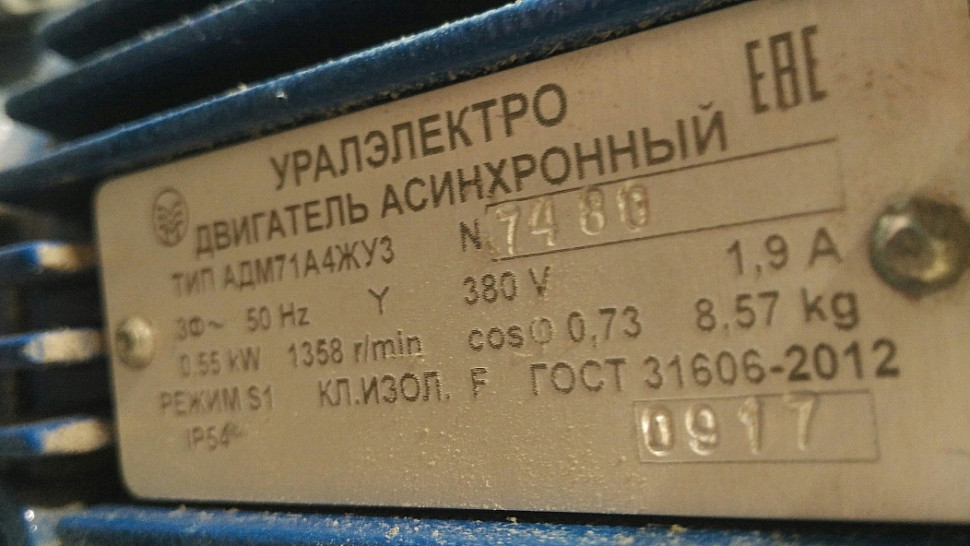 EAC
УРАЛЭЛЕКТРО
ДВИГАТЕЛЬ АСИНХРОННЫЙ
ТИП АДМ71А4ЖУ3 N 7480
3Ф~ 50 Hz Y 380 V 1,9 A
0.55 kW 1358 r/min cosφ 0,73 8,57 kg
РЕЖИМ S1 КЛ.ИЗОЛ. F ГОСТ 31606-2012
IP54 0917